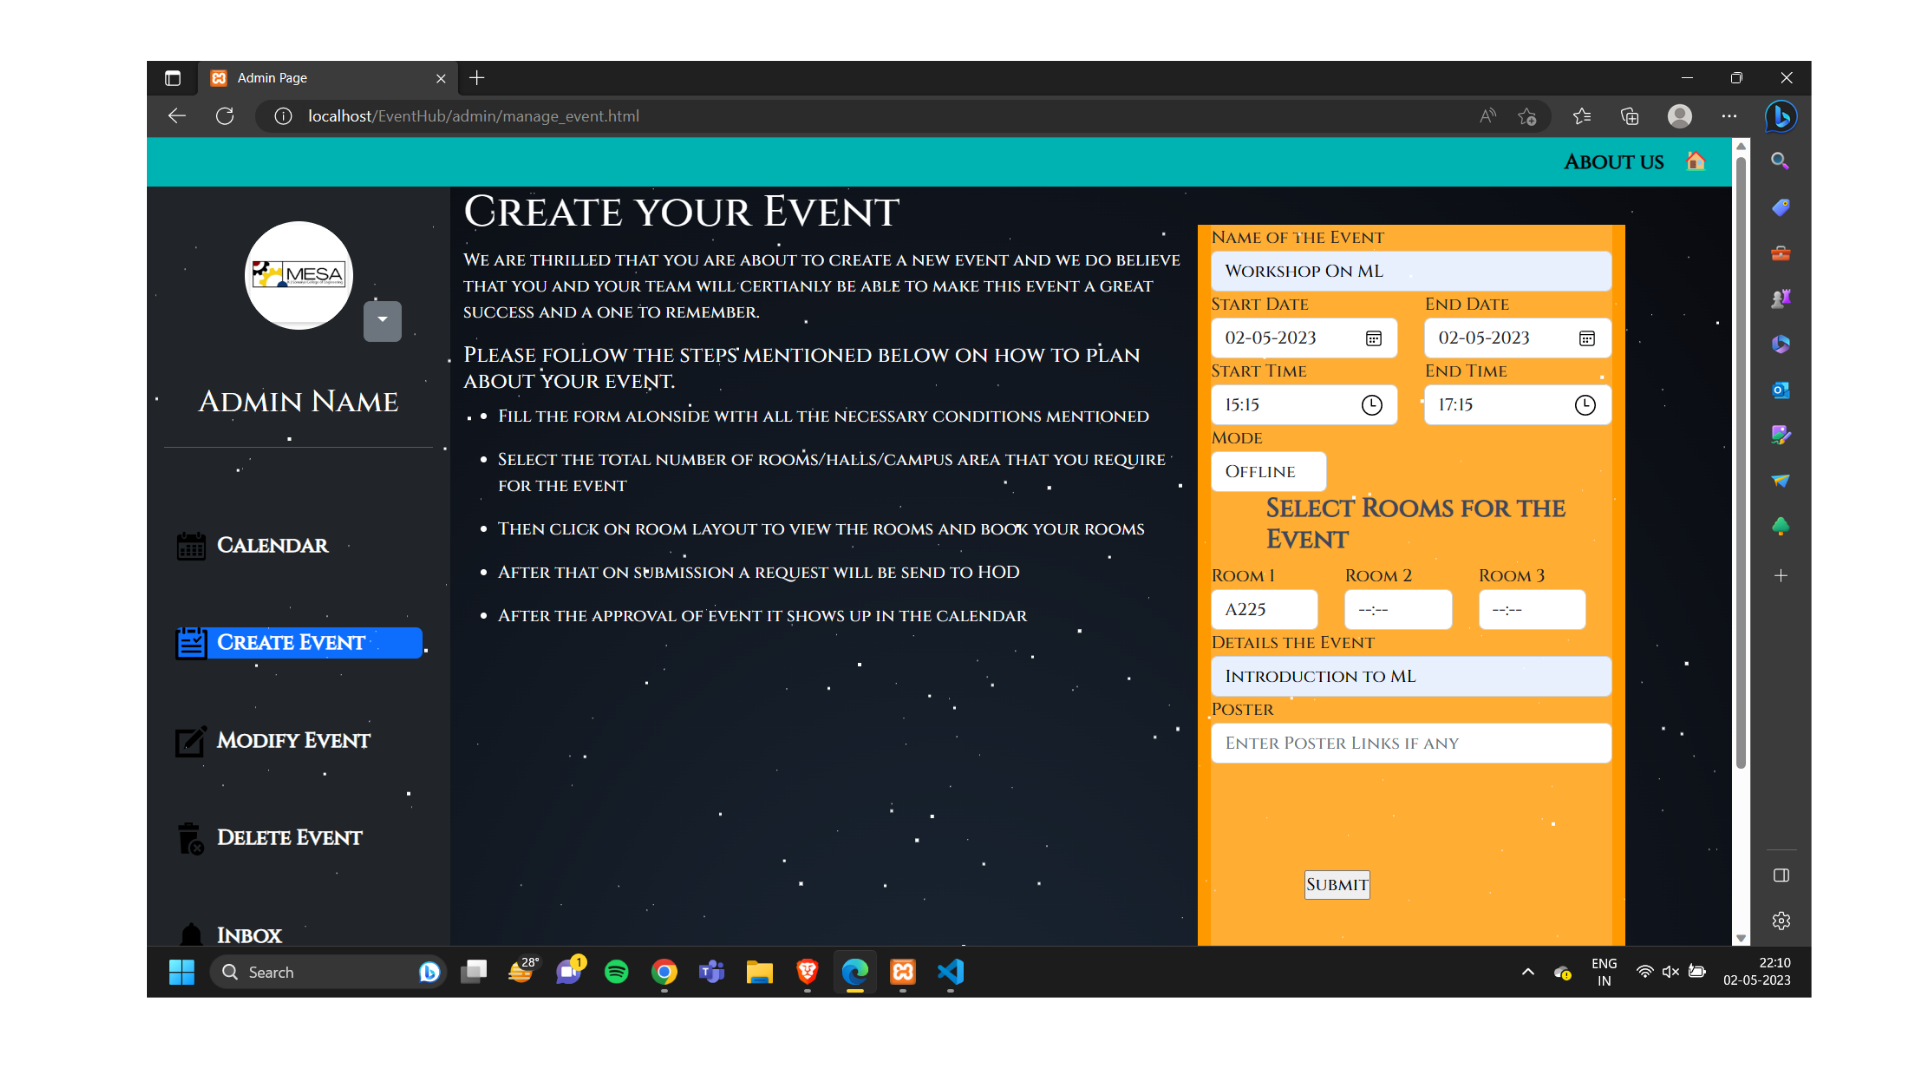 Admin Page
localhost/EventHub/admin/manage_event.html
About us
MESA
Admin Name
Calendar
Create Event
Modify Event
Delete Event
Inbox
Create your Event
We are thrilled that you are about to create a new event and we do believe
that you and your team will certianly be able to make this event a great
success and a one to remember.
Please follow the steps mentioned below on how to plan
about your event.
• Fill the form alonside with all the necessary conditions mentioned
• Select the total number of rooms/halls/campus area that you require
for the event
• Then click on room layout to view the rooms and book your rooms
• After that on submission a request will be send to HOD
• After the approval of event it shows up in the calendar
Name of the Event
Workshop On ML
Start Date End Date
02-05-2023 02-05-2023
Start Time End Time
15:15 17:15
Mode
Offline
Select Rooms for the
Event
Room 1 Room 2 Room 3
A225 --:-- --:--
Details the Event
Introduction to ML
Poster
Enter Poster Links if any
Submit
Search
28°
1
ENG
IN
22:10
02-05-2023